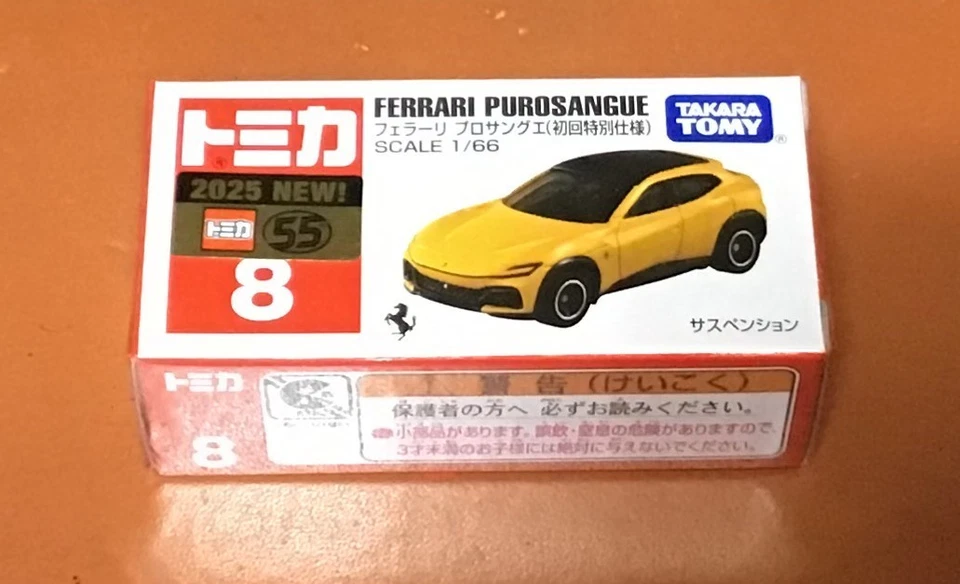 トミカ
FERRARI PUROSANGUE
フェラーリ プロサングエ(初回特別仕様)
SCALE 1/66
TAKARA
TOMY
®
2025 NEW!
トミカ 55
8
サスペンション
トミカ
8
警告(けいこく)
保護者の方へ 必ずお読みください。
小部品があります。誤飲・窒息の危険がありますので、
3才未満のお子様には絶対に与えないでください。